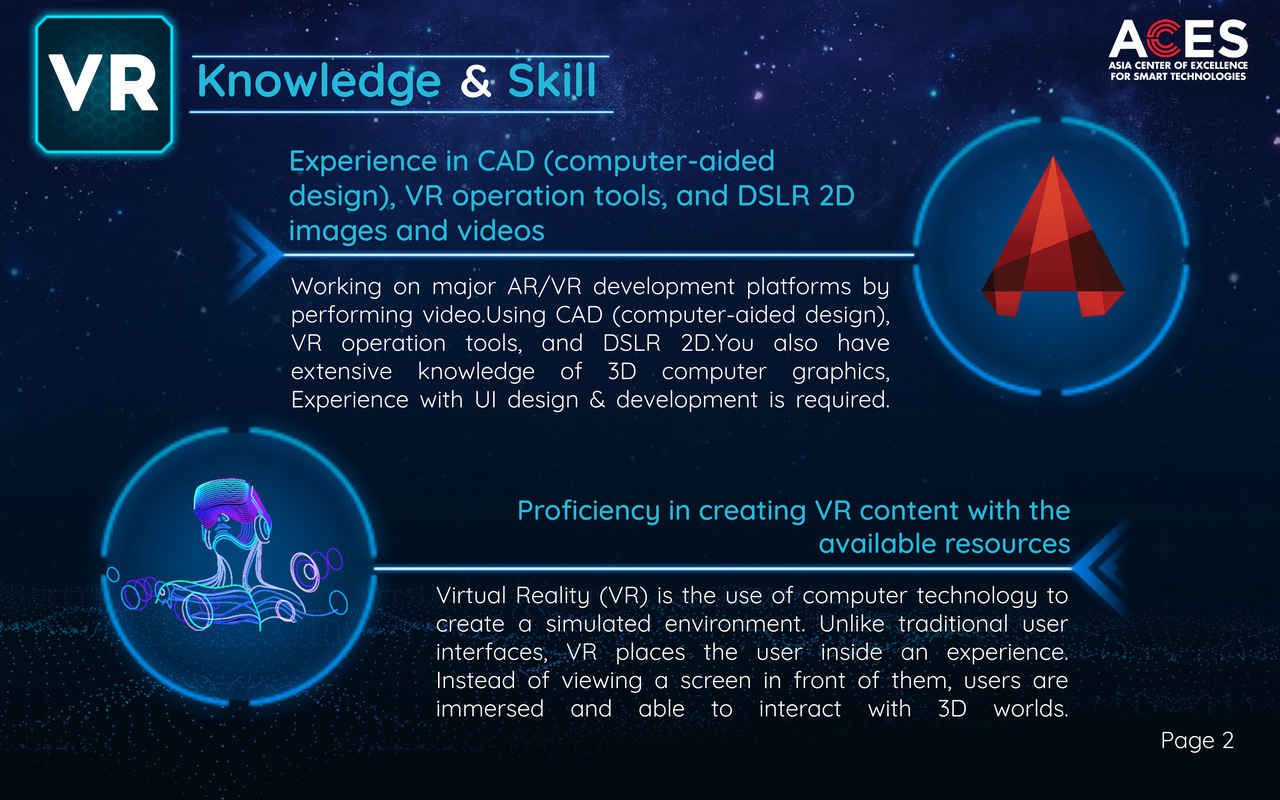 VR
Knowledge & Skill
ACES
ASIA CENTER OF EXCELLENCE
FOR SMART TECHNOLOGIES
Experience in CAD (computer-aided
design), VR operation tools, and DSLR 2D
images and videos
Working on major AR/VR development platforms by
performing video.Using CAD (computer-aided design),
VR operation tools, and DSLR 2D.You also have
extensive knowledge of 3D computer graphics,
Experience with UI design & development is required.
Proficiency in creating VR content with the
available resources
Virtual Reality (VR) is the use of computer technology to
create a simulated environment. Unlike traditional user
interfaces, VR places the user inside an experience.
Instead of viewing a screen in front of them, users are
immersed and able to interact with 3D worlds.
Page 2